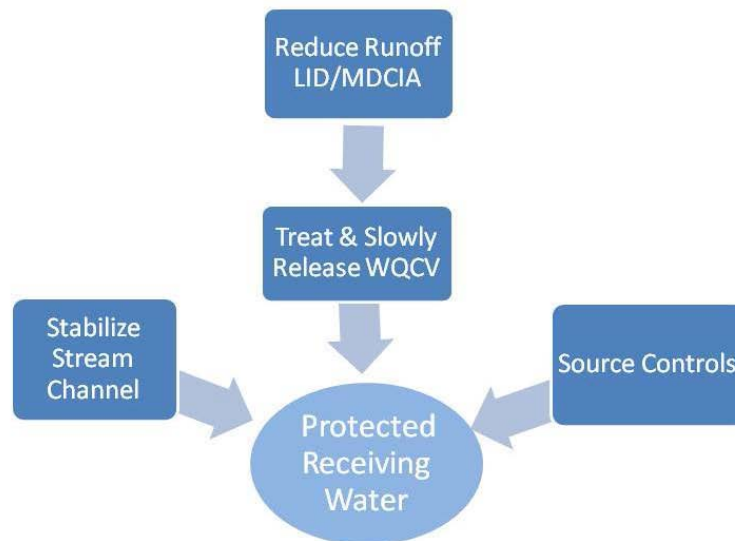 Reduce Runoff
LID/MDCIA
Treat & Slowly
Release WQCV
Stabilize
Stream
Channel
Source Controls
Protected
Receiving
Water